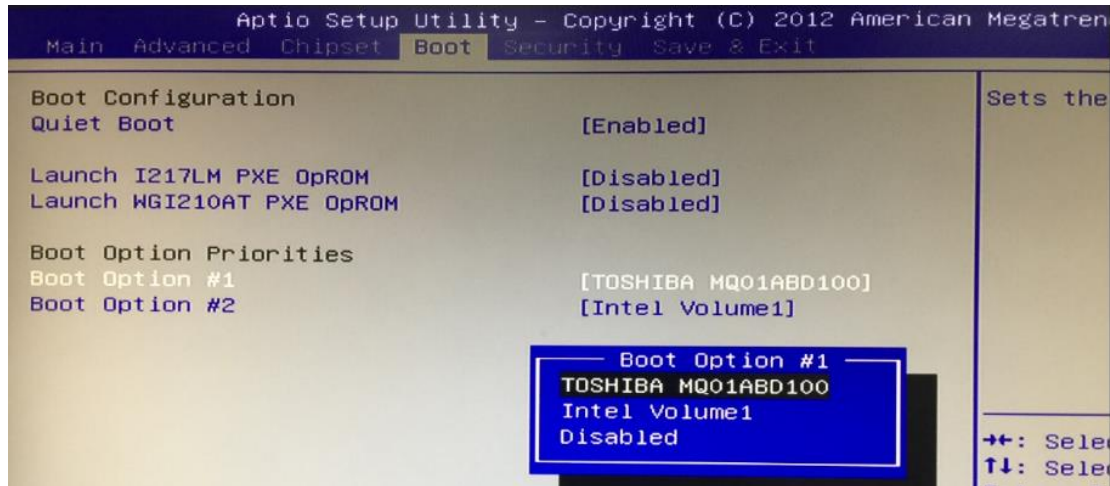 Aptio Setup Utility – Copyright (C) 2012 American Megatren
Main Advanced Chipset Boot Security Save & Exit
Boot Configuration
Quiet Boot [Enabled]
Sets the
Launch I217LM PXE OpROM [Disabled]
Launch WGI210AT PXE OpROM [Disabled]
Boot Option Priorities
Boot Option #1 [TOSHIBA MQ01ABD100]
Boot Option #2 [Intel Volume1]
Boot Option #1
TOSHIBA MQ01ABD100
Intel Volume1
Disabled
→←: Sele
↑↓: Sele